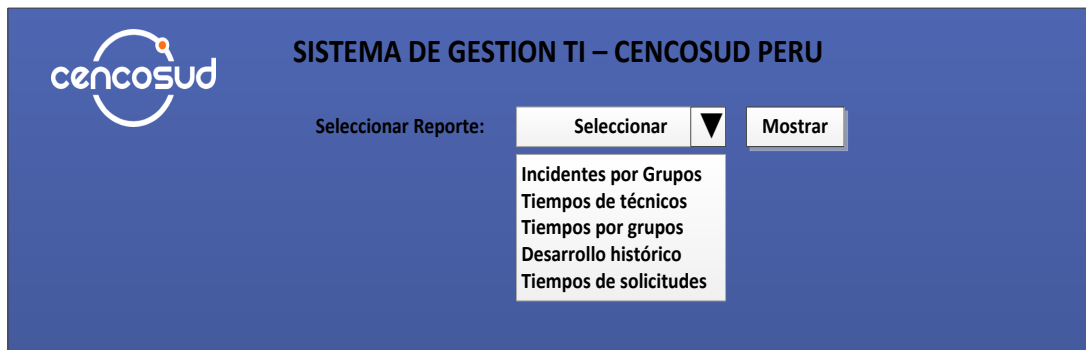 cencosud
SISTEMA DE GESTION TI – CENCOSUD PERU
Seleccionar Reporte: Seleccionar Mostrar
Incidentes por Grupos
Tiempos de técnicos
Tiempos por grupos
Desarrollo histórico
Tiempos de solicitudes